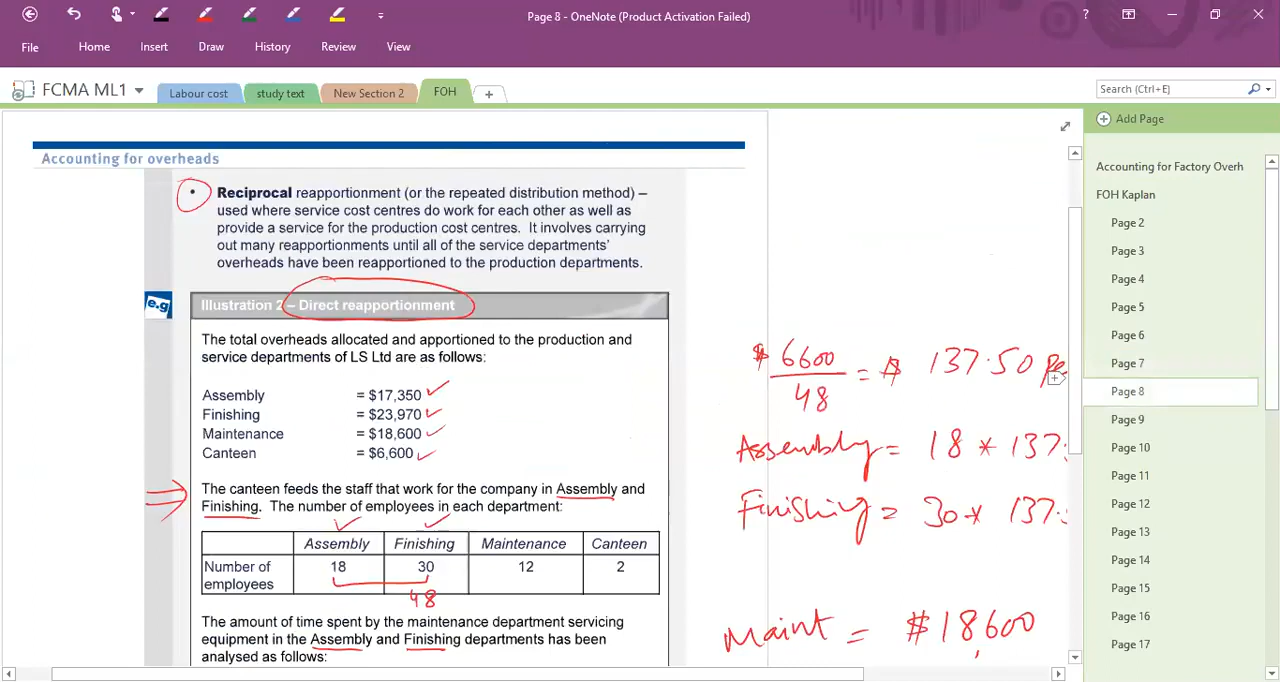 Page 8 - OneNote (Product Activation Failed)
?
File Home Insert Draw History Review View
FCMA ML1
Labour cost study text New Section 2 FOH
Search (Ctrl+E)
Add Page
Accounting for Factory Overh
FOH Kaplan
Page 2
Page 3
Page 4
Page 5
Page 6
Page 7
Page 8
Page 9
Page 10
Page 11
Page 12
Page 13
Page 14
Page 15
Page 16
Page 17
Accounting for overheads
• Reciprocal reapportionment (or the repeated distribution method) –
used where service cost centres do work for each other as well as
provide a service for the production cost centres. It involves carrying
out many reapportionments until all of the service departments'
overheads have been reapportioned to the production departments.
e.g
Illustration 2 – Direct reapportionment
The total overheads allocated and apportioned to the production and
service departments of LS Ltd are as follows:
Assembly = $17,350
Finishing = $23,970
Maintenance = $18,600
Canteen = $6,600
The canteen feeds the staff that work for the company in Assembly and
Finishing. The number of employees in each department:
Assembly Finishing Maintenance Canteen
Number of employees 18 30 12 2
48
The amount of time spent by the maintenance department servicing
equipment in the Assembly and Finishing departments has been
analysed as follows:
$ 6600
48
= $ 137.50 pe
Assembly = 18 * 137.
Finishing = 30 * 137.
Maint = $18,600